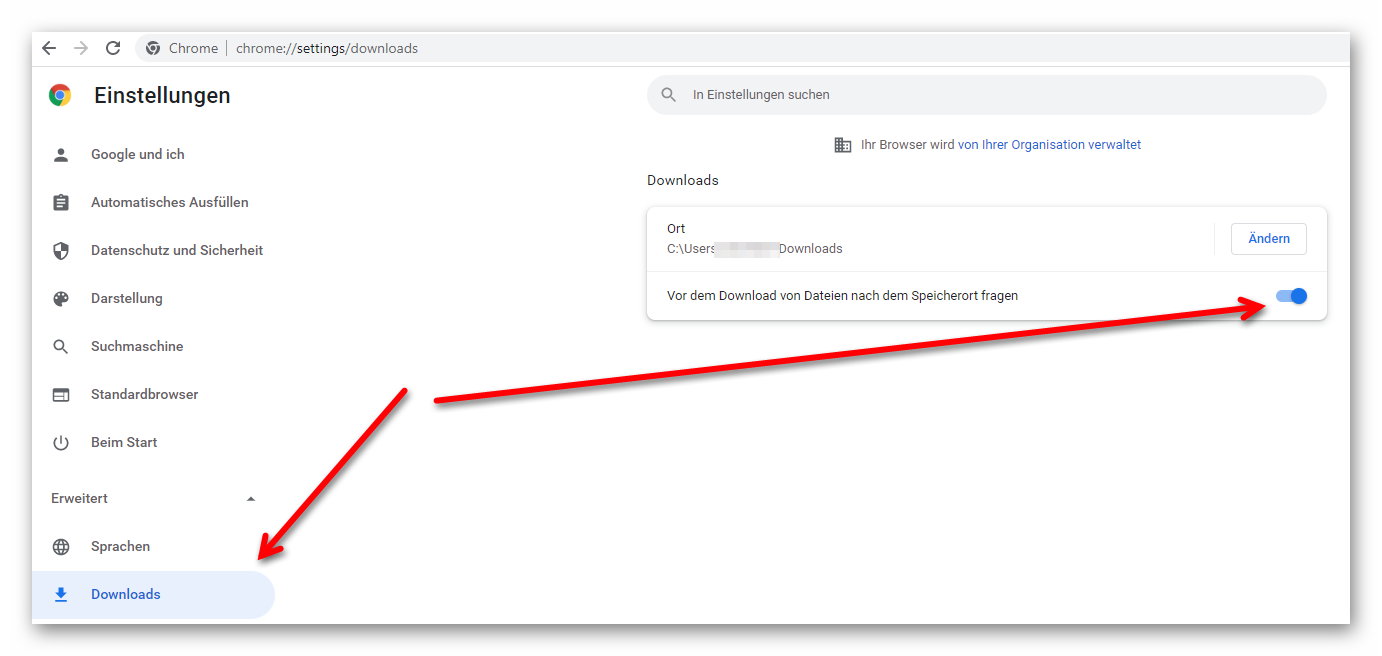 Chrome | chrome://settings/downloads
Einstellungen
In Einstellungen suchen
Google und ich
Automatisches Ausfüllen
Datenschutz und Sicherheit
Darstellung
Suchmaschine
Standardbrowser
Beim Start
Erweitert
Sprachen
Downloads
Ihr Browser wird von Ihrer Organisation verwaltet
Downloads
Ort
C:\Users Downloads
Ändern
Vor dem Download von Dateien nach dem Speicherort fragen